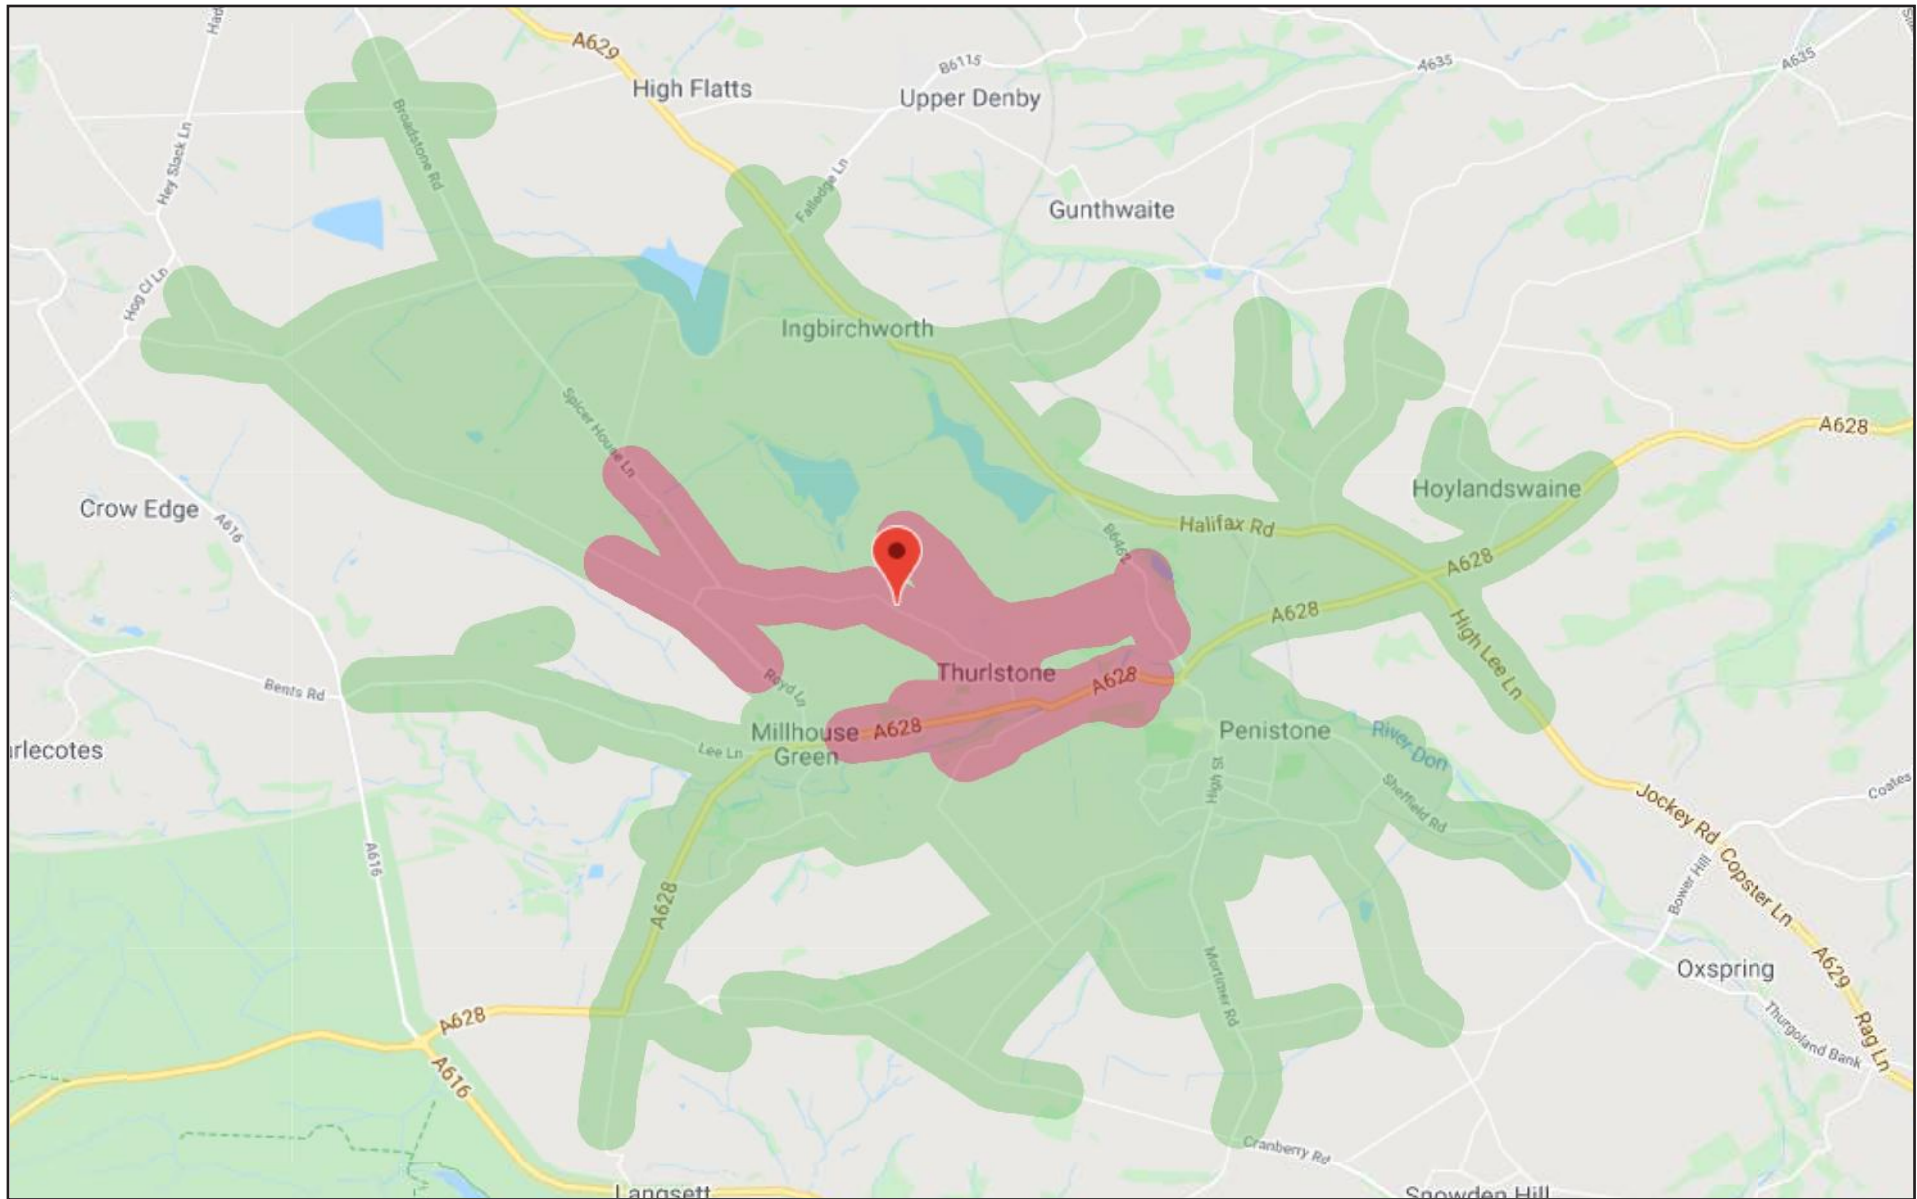 A629
High Flatts
B6115
Upper Denby
A635
A635
Broadstone Rd
Hey Slack Ln
Falledge Ln
Gunthwaite
Hog Cl Ln
Ingbirchworth
Spicer House Ln
A628
Hoylandswaine
Crow Edge
A616
Halifax Rd
B6462
A628
A628
High Lee Ln
Thurlstone
A628
Royd Ln
Bents Rd
Millhouse
Green
A628
Lee Ln
Penistone
River Don
High St
Sheffield Rd
Coates
Jockey Rd
A616
A628
Copster Ln
Bower Hill
Mortimer Rd
Oxspring
A629
A628
Thurgoland Bank
Rag Ln
A616
Cranberry Rd
Langsett
Snowden Hill